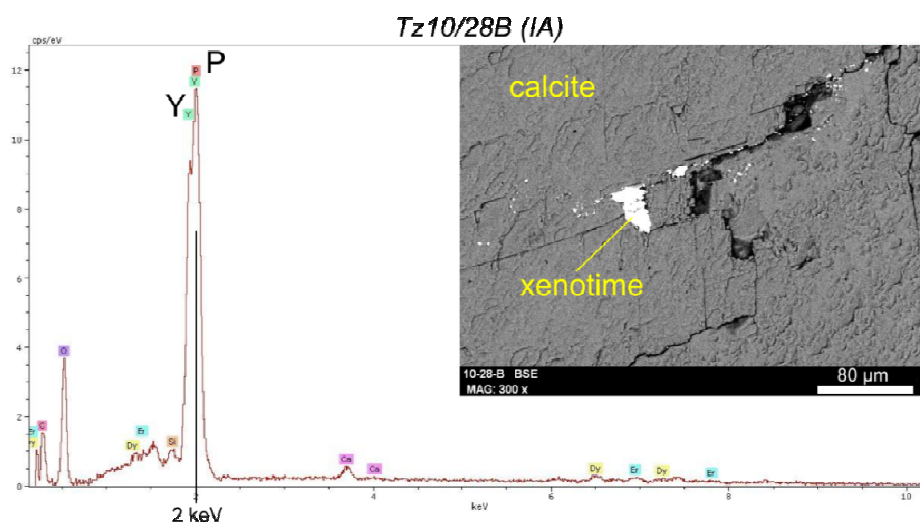 Tz10/28B (IA)
cps/eV
12
10
8
6
4
2
P
Y
P
Y
Y
O
Er
C
Dy
Er
Si
Ca
Ca
Dy
Er
Dy
Er
2
4
6
8
10
keV
2 keV
calcite
xenotime
10-28-B BSE
MAG: 300 x
80 µm